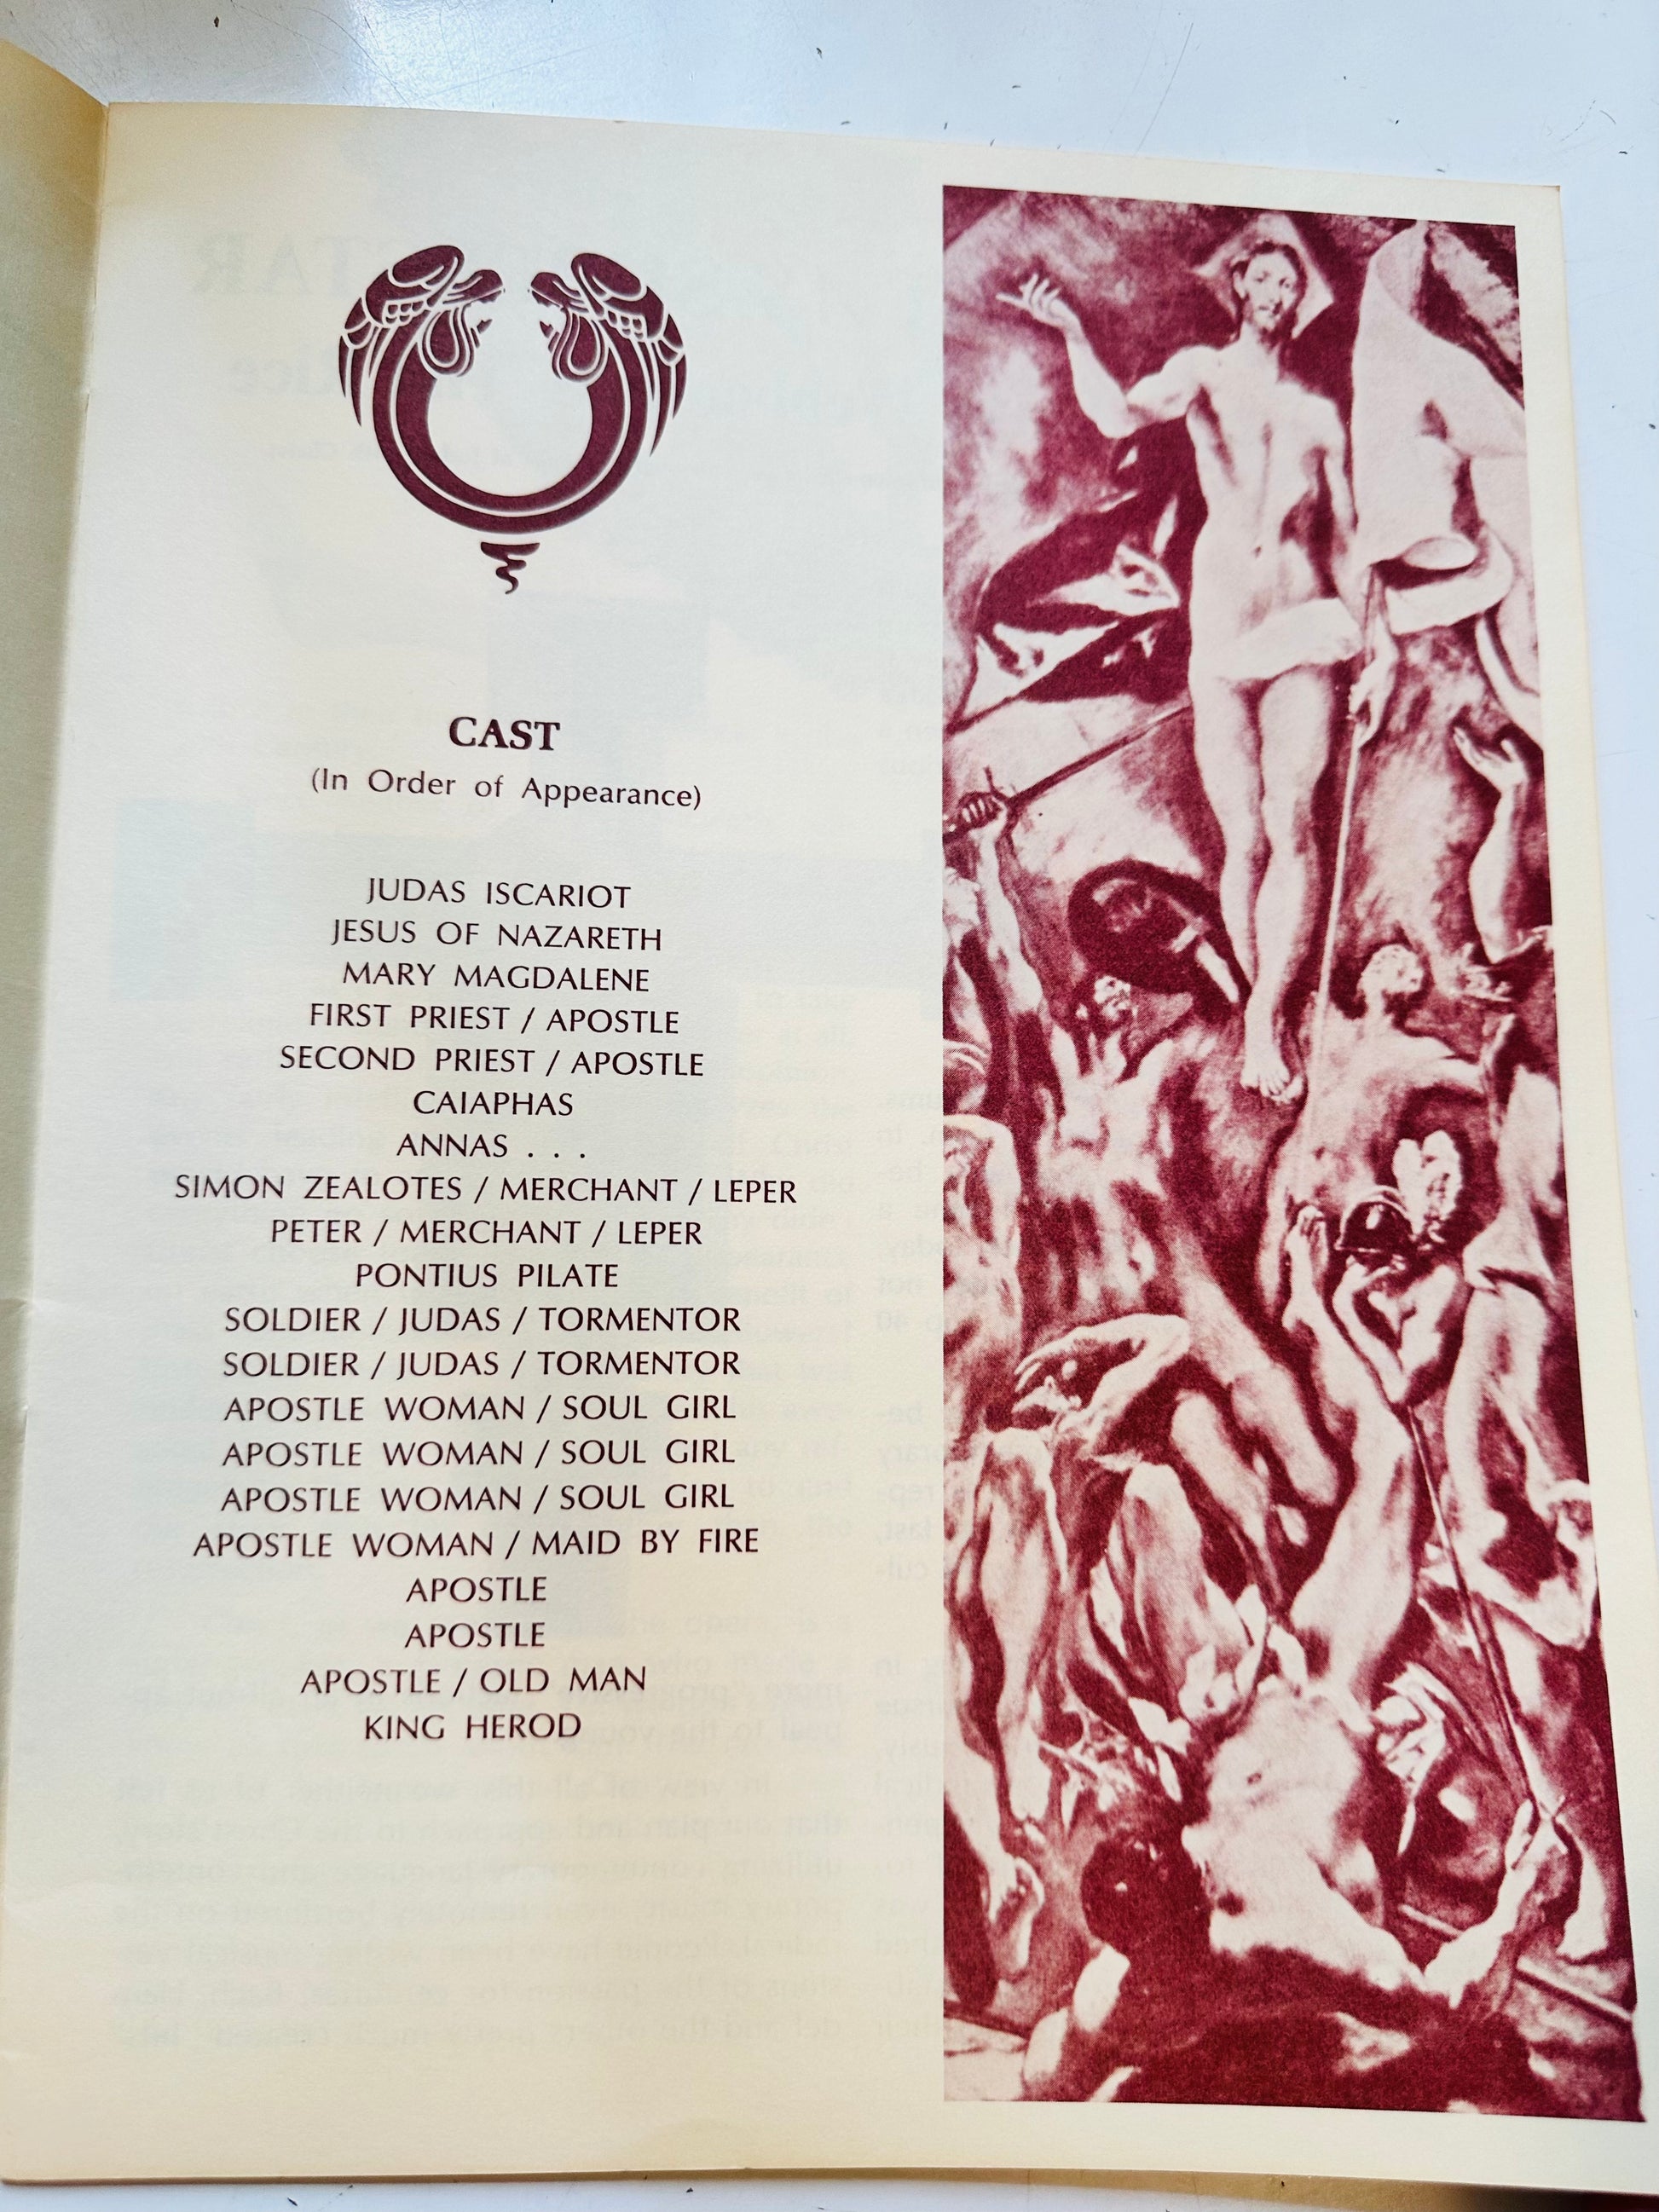 CAST
(In Order of Appearance)
JUDAS ISCARIOT
JESUS OF NAZARETH
MARY MAGDALENE
FIRST PRIEST / APOSTLE
SECOND PRIEST / APOSTLE
CAIAPHAS
ANNAS . . .
SIMON ZEALOTES / MERCHANT / LEPER
PETER / MERCHANT / LEPER
PONTIUS PILATE
SOLDIER / JUDAS / TORMENTOR
SOLDIER / JUDAS / TORMENTOR
APOSTLE WOMAN / SOUL GIRL
APOSTLE WOMAN / SOUL GIRL
APOSTLE WOMAN / SOUL GIRL
APOSTLE WOMAN / MAID BY FIRE
APOSTLE
APOSTLE
APOSTLE / OLD MAN
KING HEROD